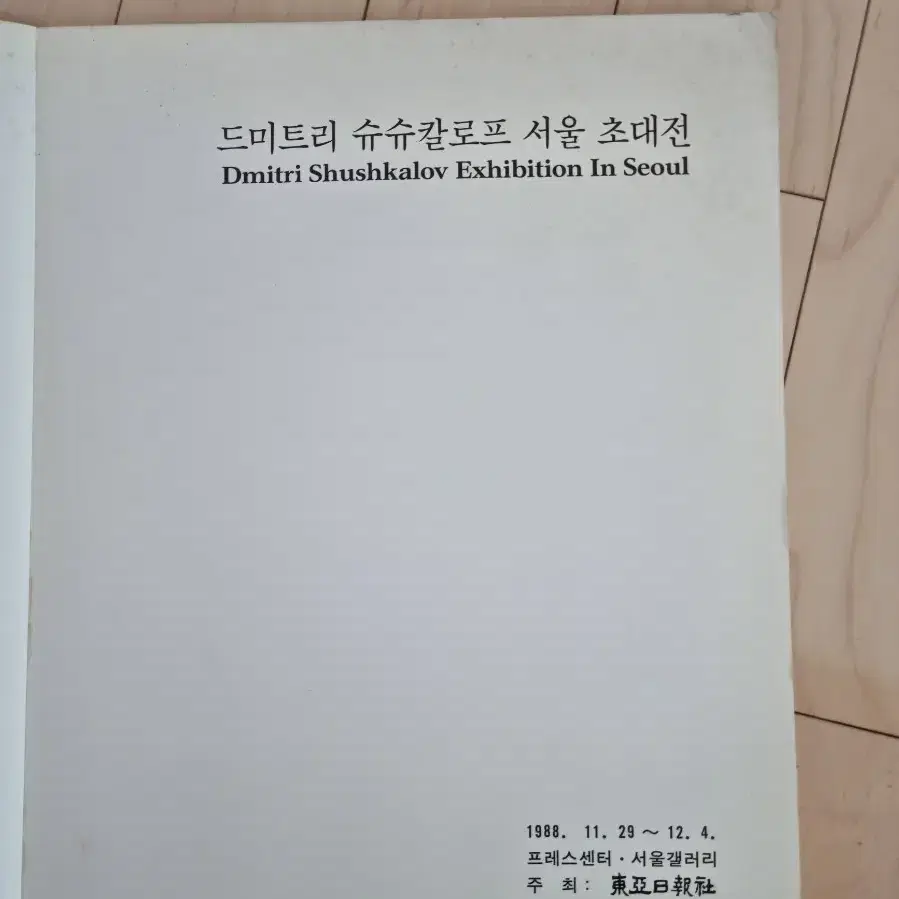 드미트리 슈슈칼로프 서울 초대전
Dmitri Shushkalov Exhibition In Seoul
1988. 11. 29 ~ 12. 4.
프레스센터 · 서울갤러리
주 최 : 東亞日報社